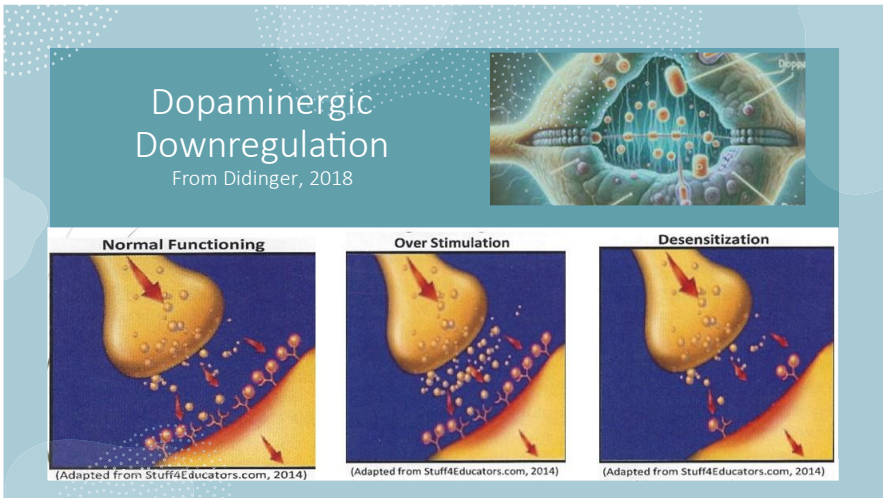 Dopaminergic
Downregulation
From Didinger, 2018
Normal Functioning
Over Stimulation
Desensitization
(Adapted from Stuff4Educators.com, 2014)
(Adapted from Stuff4Educators.com, 2014)
(Adapted from Stuff4Educators.com, 2014)